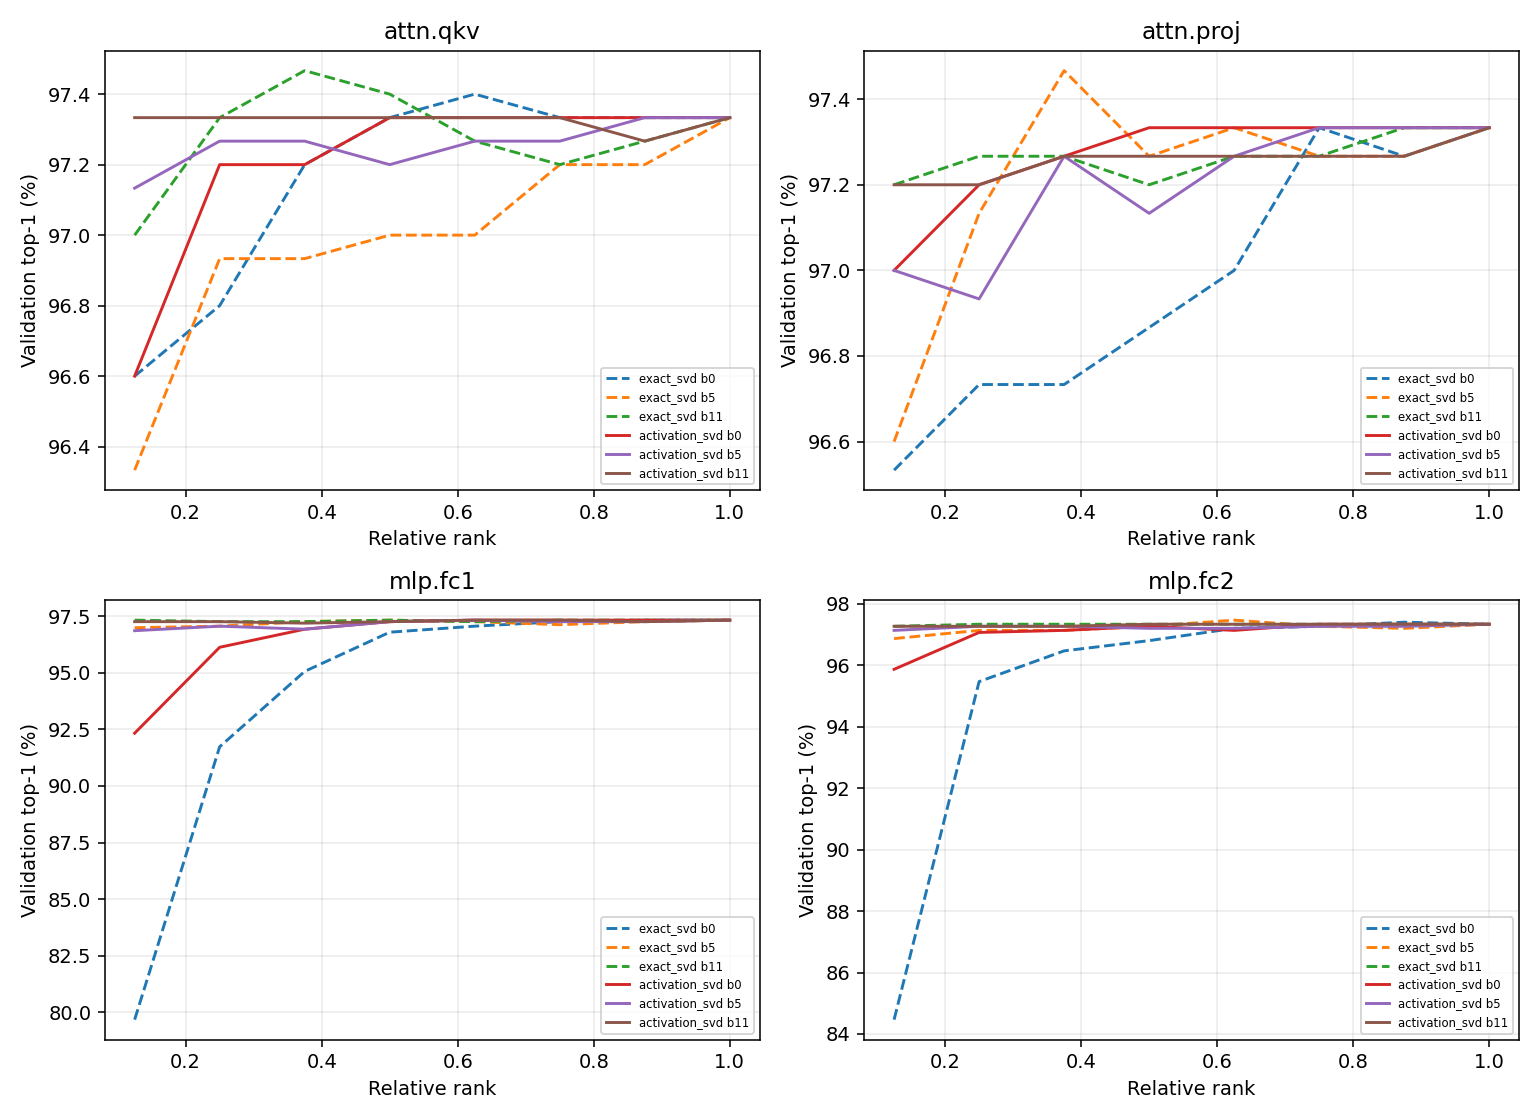 attn.qkv
Validation top-1 (%)
97.4
97.2
97.0
96.8
96.6
96.4
0.2 0.4 0.6 0.8 1.0
Relative rank
exact_svd b0
exact_svd b5
exact_svd b11
activation_svd b0
activation_svd b5
activation_svd b11
attn.proj
Validation top-1 (%)
97.4
97.2
97.0
96.8
96.6
0.2 0.4 0.6 0.8 1.0
Relative rank
exact_svd b0
exact_svd b5
exact_svd b11
activation_svd b0
activation_svd b5
activation_svd b11
mlp.fc1
Validation top-1 (%)
97.5
95.0
92.5
90.0
87.5
85.0
82.5
80.0
0.2 0.4 0.6 0.8 1.0
Relative rank
exact_svd b0
exact_svd b5
exact_svd b11
activation_svd b0
activation_svd b5
activation_svd b11
mlp.fc2
Validation top-1 (%)
98
96
94
92
90
88
86
84
0.2 0.4 0.6 0.8 1.0
Relative rank
exact_svd b0
exact_svd b5
exact_svd b11
activation_svd b0
activation_svd b5
activation_svd b11